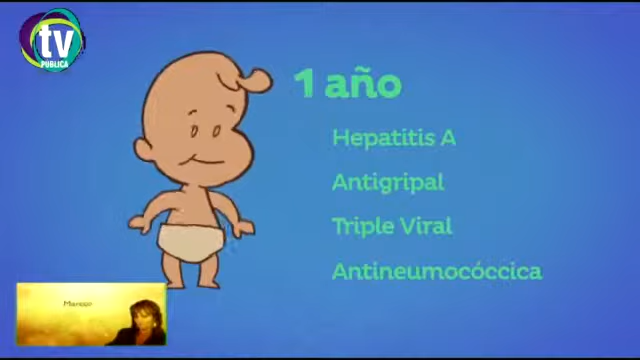 tv
PÚBLICA
1 año
Hepatitis A
Antigripal
Triple Viral
Antineumocóccica